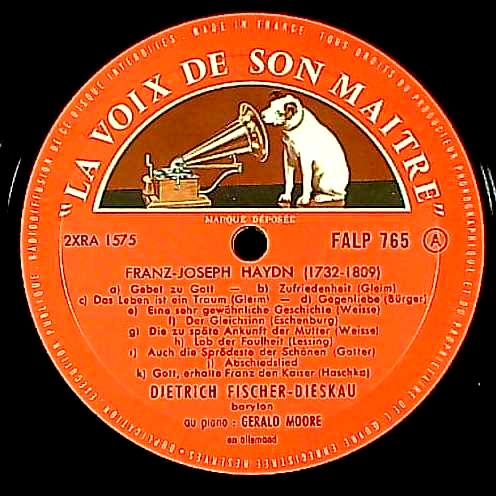 MADE IN FRANCE · TOUS DROITS DU PRODUCTEUR PHONOGRAPHIQUE ET DU PROPRIETAIRE DE L'ŒUVRE ENREGISTREE RESERVES · DUPLICATION · EXECUTION PUBLIQUE · RADIODIFFUSION DE CE DISQUE INTERDITES
"LA VOIX DE SON MAITRE"
MARQUE DÉPOSÉE
2XRA 1575
FALP 765 A
FRANZ-JOSEPH HAYDN (1732-1809)
a) Gebet zu Gott — b) Zufriedenheit (Gleim)
c) Das Leben ist ein Traum (Gleim) — d) Gegenliebe (Bürger)
e) Eine sehr gewöhnliche Geschichte (Weisse)
f) Der Gleichsinn (Eschenburg)
g) Die zu späte Ankunft der Mutter (Weisse)
h) Lob der Faulheit (Lessing)
i) Auch die Sprödeste der Schönen (Gotter)
j) Abschiedslied
k) Gott, erhalte Franz den Kaiser (Haschka)
DIETRICH FISCHER-DIESKAU
baryton
au piano : GERALD MOORE
en allemand